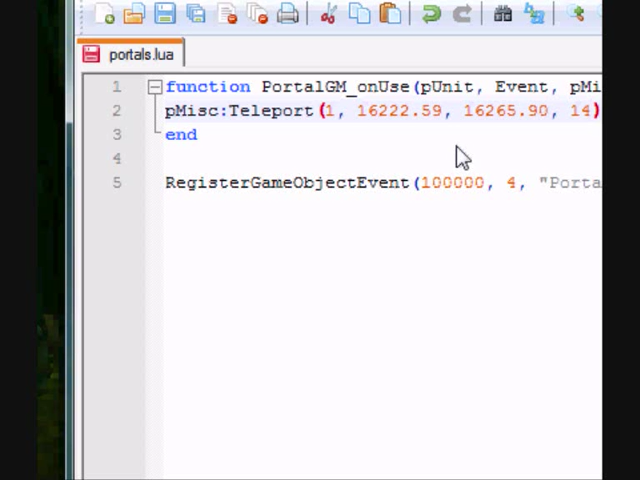 portals.lua
1 function PortalGM_onUse(pUnit, Event, pMi
2 pMisc:Teleport(1, 16222.59, 16265.90, 14)
3 end
4
5 RegisterGameObjectEvent(100000, 4, "Porta